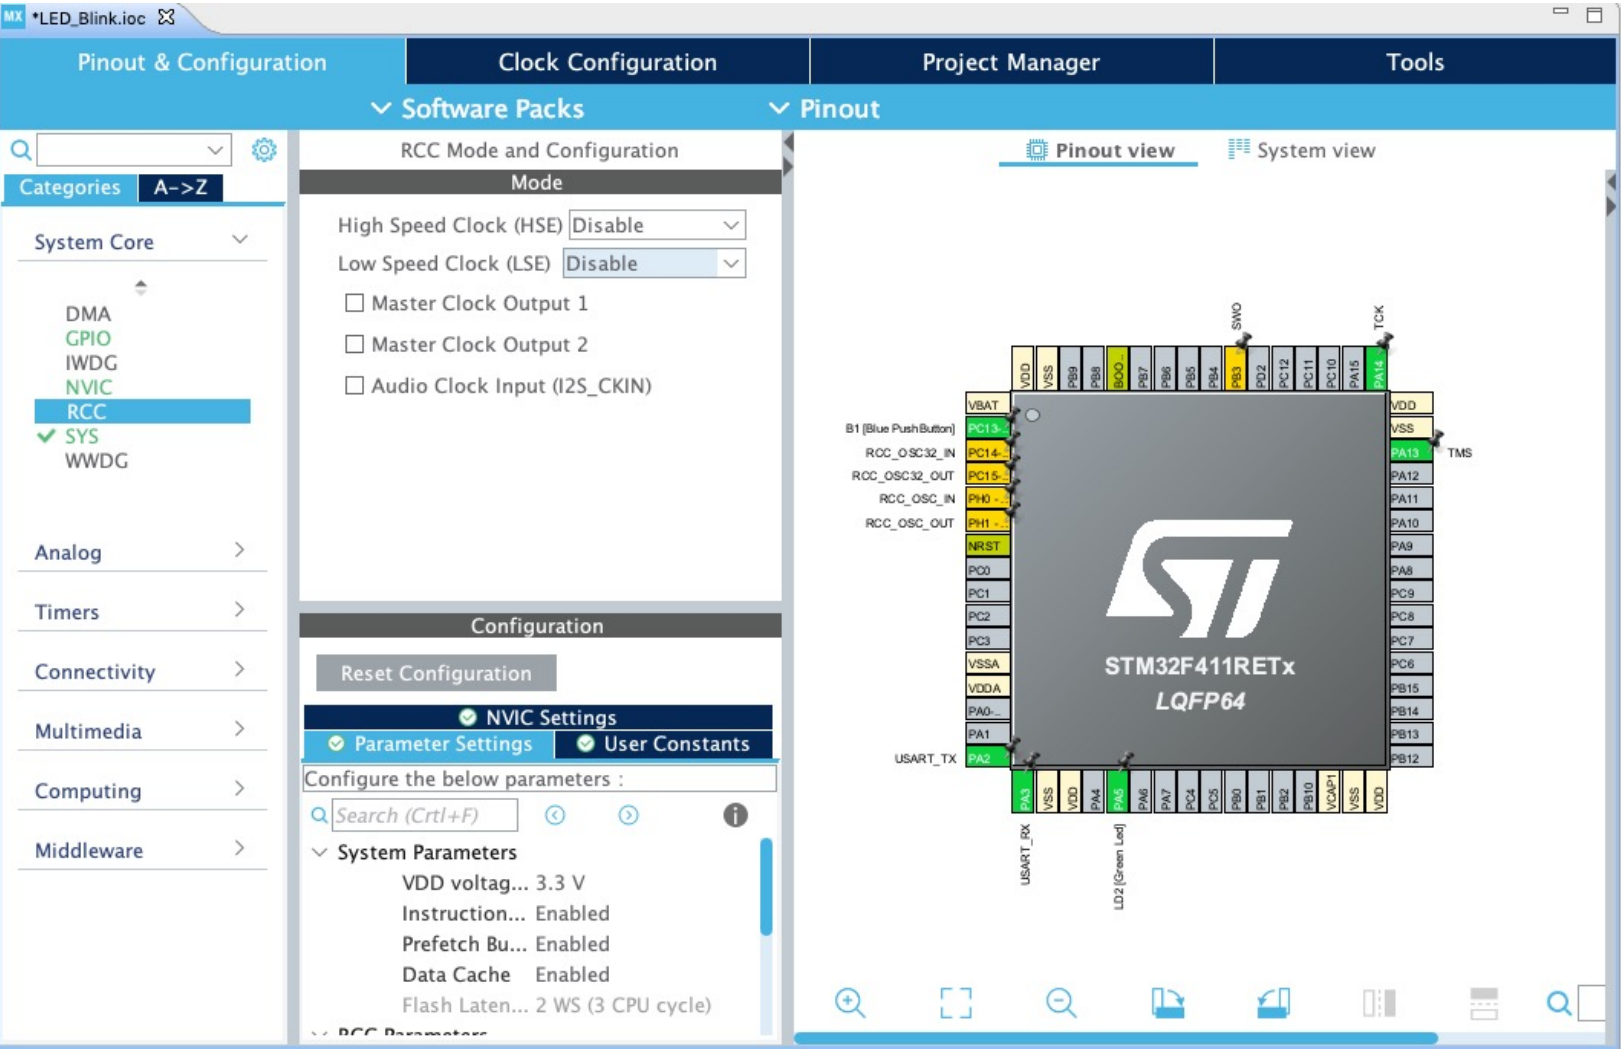 MX *LED_Blink.ioc
Pinout & Configuration
Clock Configuration
Project Manager
Tools
Software Packs
Pinout
Categories
A->Z
System Core
DMA
GPIO
IWDG
NVIC
RCC
SYS
WWDG
Analog
Timers
Connectivity
Multimedia
Computing
Middleware
RCC Mode and Configuration
Mode
High Speed Clock (HSE) Disable
Low Speed Clock (LSE) Disable
Master Clock Output 1
Master Clock Output 2
Audio Clock Input (I2S_CKIN)
Configuration
Reset Configuration
NVIC Settings
Parameter Settings
User Constants
Configure the below parameters :
Search (Crtl+F)
System Parameters
VDD voltag... 3.3 V
Instruction... Enabled
Prefetch Bu... Enabled
Data Cache Enabled
Flash Laten... 2 WS (3 CPU cycle)
RCC Parameters
Pinout view
System view
SWO
TCK
VDD
VSS
PB9
PB8
BOO...
PB7
PB6
PB5
PB4
PB3
PD2
PC12
PC11
PC10
PA15
PA14
VBAT
B1 [Blue PushButton] PC13-...
RCC_OSC32_IN PC14-...
RCC_OSC32_OUT PC15-...
RCC_OSC_IN PH0 -...
RCC_OSC_OUT PH1 -...
NRST
PC0
PC1
PC2
PC3
VSSA
VDDA
PA0-...
PA1
USART_TX PA2
STM32F411RETx
LQFP64
VDD
VSS
PA13 TMS
PA12
PA11
PA10
PA9
PA8
PC9
PC8
PC7
PC6
PB15
PB14
PB13
PB12
PA3
VSS
VDD
PA4
PA5
PA6
PA7
PC4
PC5
PB0
PB1
PB2
PB10
VCAP1
VSS
VDD
USART_RX
LD2 [Green Led]